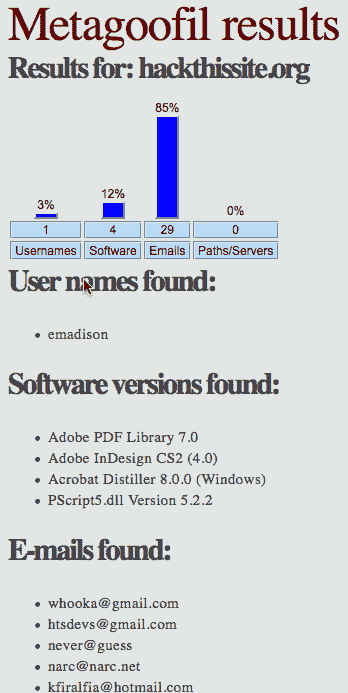 Metagoofil results
Results for: hackthissite.org
85%
12%
3%
0%
1 4 29 0
Usernames Software Emails Paths/Servers
User names found:
emadison
Software versions found:
Adobe PDF Library 7.0
Adobe InDesign CS2 (4.0)
Acrobat Distiller 8.0.0 (Windows)
PScript5.dll Version 5.2.2
E-mails found:
whooka@gmail.com
htsdevs@gmail.com
never@guess
narc@narc.net
kfiralfia@hotmail.com